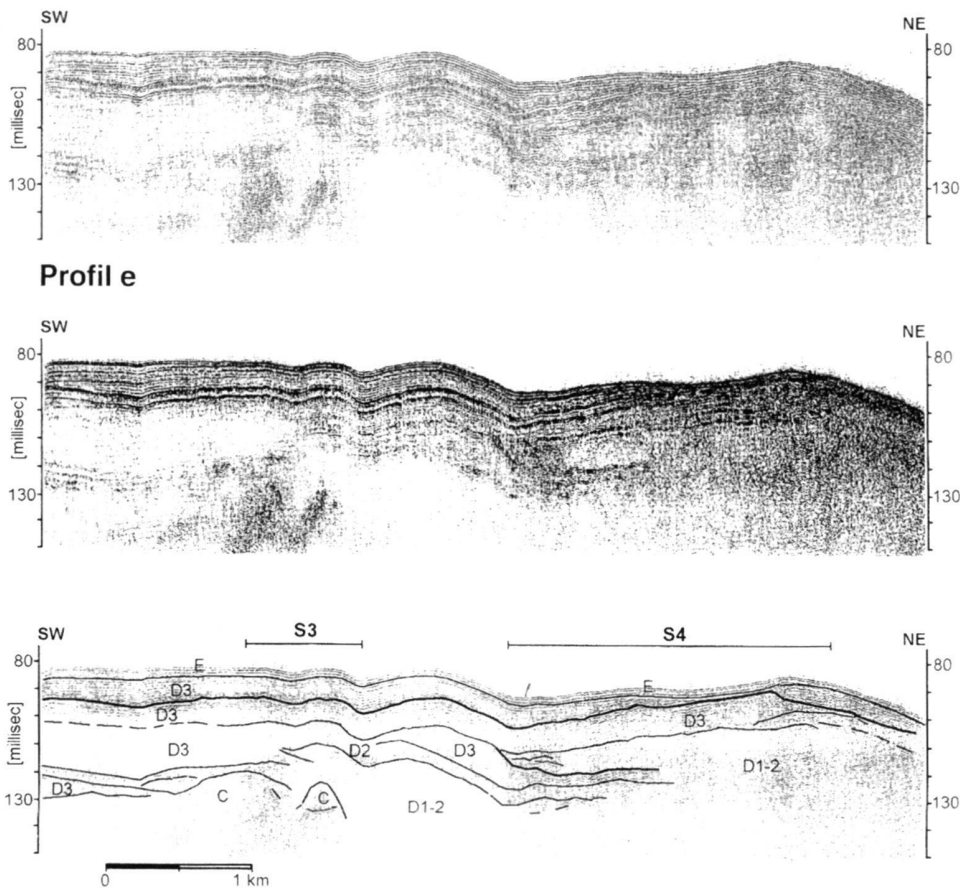 SW
NE
80
80
[millisec]
130
130
Profil e
SW
NE
80
80
[millisec]
130
130
S3
S4
SW
NE
80
80
E
E
D3
D3
D3
D3
D2
D3
D1-2
[millisec]
D3
C
C
D1-2
130
130
0 1 km